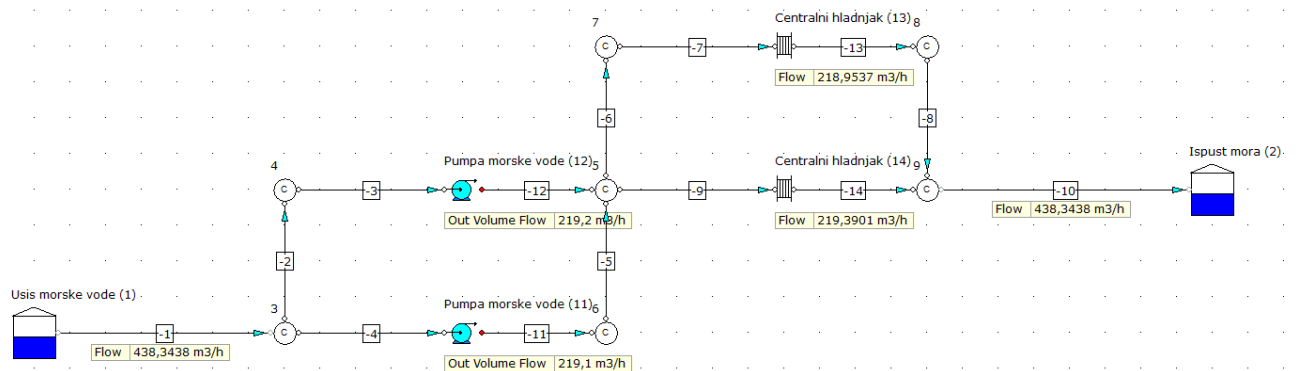 7
Centralni hladnjak (13)
8
C
-7
-13
C
Flow 218,9537 m3/h
-6
-8
4
Pumpa morske vode (12)
5
Centralni hladnjak (14)
9
Ispust mora (2)
C
-3
-12
C
-9
-14
C
-10
Out Volume Flow 219,2 m3/h
Flow 219,3901 m3/h
Flow 438,3438 m3/h
-2
-5
Usis morske vode (1)
3
Pumpa morske vode (11)
6
-1
C
-4
-11
C
Flow 438,3438 m3/h
Out Volume Flow 219,1 m3/h